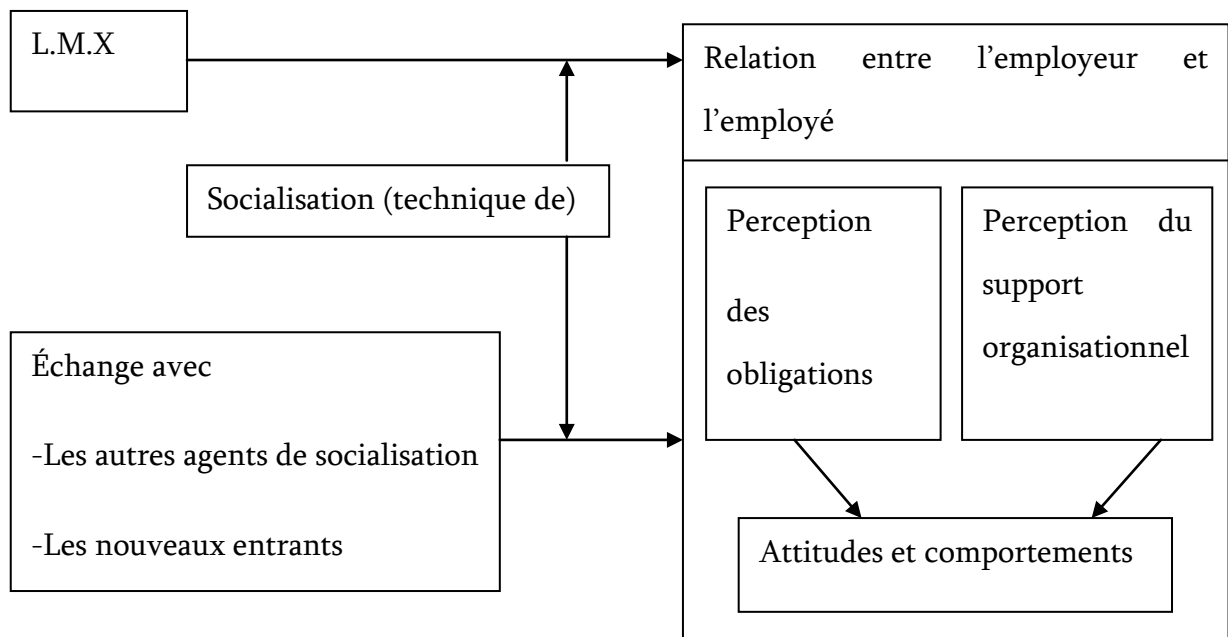 L.M.X
Relation entre l’employeur et
l’employé
Socialisation (technique de)
Perception
des
obligations
Perception du
support
organisationnel
Échange avec
-Les autres agents de socialisation
-Les nouveaux entrants
Attitudes et comportements